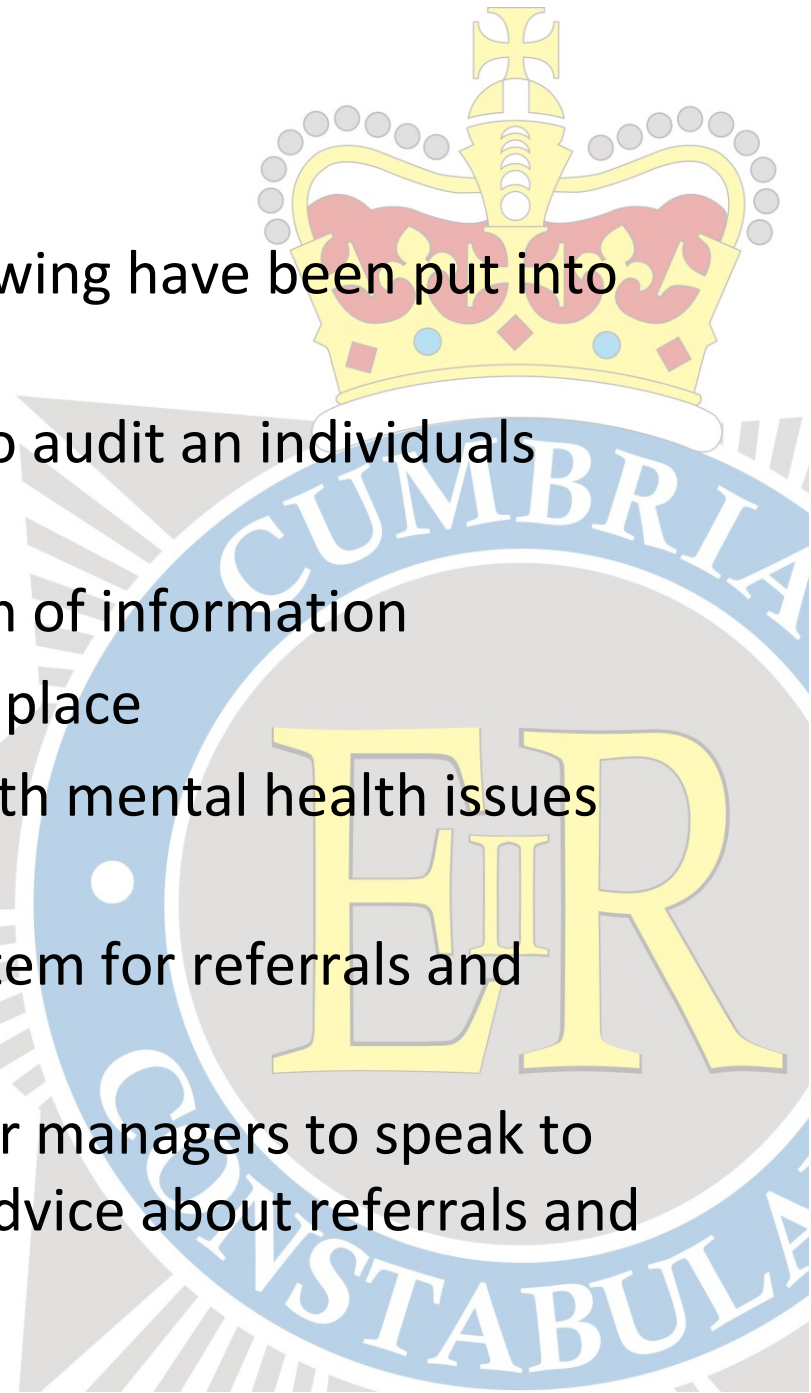 wing have been put into
o audit an individuals
CUMBRIA
n of information
place
th mental health issues
EIIR
tem for referrals and
r managers to speak to
dvice about referrals and
CONSTABULA